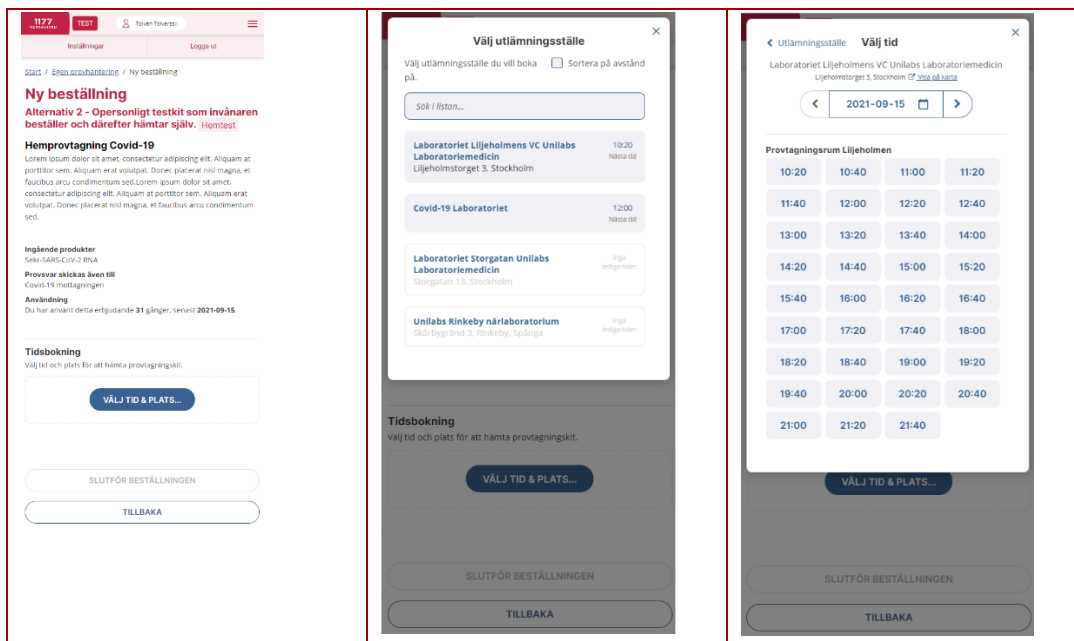 1177
TEST
Tolvan Tolvarss
Inställningar
Logga ut
Start / Egen provhantering / Ny beställning
Ny beställning
Alternativ 2 – Opersonligt testkit som invånaren
beställer och därefter hämtar själv. Hemtest
Hemprovtagning Covid-19
Lorem ipsum dolor sit amet, consectetur adipiscing elit. Aliquam at
porttitor sem. Aliquam erat volutpat. Donec placerat nisl magna, et
faucibus arcu condimentum sed.Lorem ipsum dolor sit amet,
consectetur adipiscing elit. Aliquam at porttitor sem. Aliquam erat
volutpat. Donec placerat nisl magna, et faucibus arcu condimentum
sed.
Ingående produkter
Sekr-SARS-CoV-2 RNA
Provsvar skickas även till
Covid-19 mottagningen
Användning
Du har använt detta erbjudande 31 gånger, senast 2021-09-15.
Tidsbokning
Välj tid och plats för att hämta provtagningskit.
VÄLJ TID & PLATS...
SLUTFÖR BESTÄLLNINGEN
TILLBAKA
Välj utlämningsställe
Välj utlämningsställe du vill boka
på.
Sortera på avstånd
Sök i listan...
Laboratoriet Liljeholmens VC Unilabs
Laboratoriemedicin
Liljeholmstorget 3, Stockholm
10:20
Nästa tid
Covid-19 Laboratoriet
12:00
Nästa tid
Laboratoriet Storgatan Unilabs
Laboratoriemedicin
Storgatan 13, Stockholm
Inga
lediga tider
Unilabs Rinkeby närlaboratorium
Skårbygränd 3, Rinkeby, Spånga
Inga
lediga tider
Tidsbokning
Välj tid och plats för att hämta provtagningskit.
VÄLJ TID & PLATS...
SLUTFÖR BESTÄLLNINGEN
TILLBAKA
Utlämningsställe
Välj tid
Laboratoriet Liljeholmens VC Unilabs Laboratoriemedicin
Liljeholmstorget 3, Stockholm Visa på karta
2021-09-15
Provtagningsrum Liljeholmen
10:20 10:40 11:00 11:20
11:40 12:00 12:20 12:40
13:00 13:20 13:40 14:00
14:20 14:40 15:00 15:20
15:40 16:00 16:20 16:40
17:00 17:20 17:40 18:00
18:20 18:40 19:00 19:20
19:40 20:00 20:20 20:40
21:00 21:20 21:40
VÄLJ TID & PLATS...
SLUTFÖR BESTÄLLNINGEN
TILLBAKA